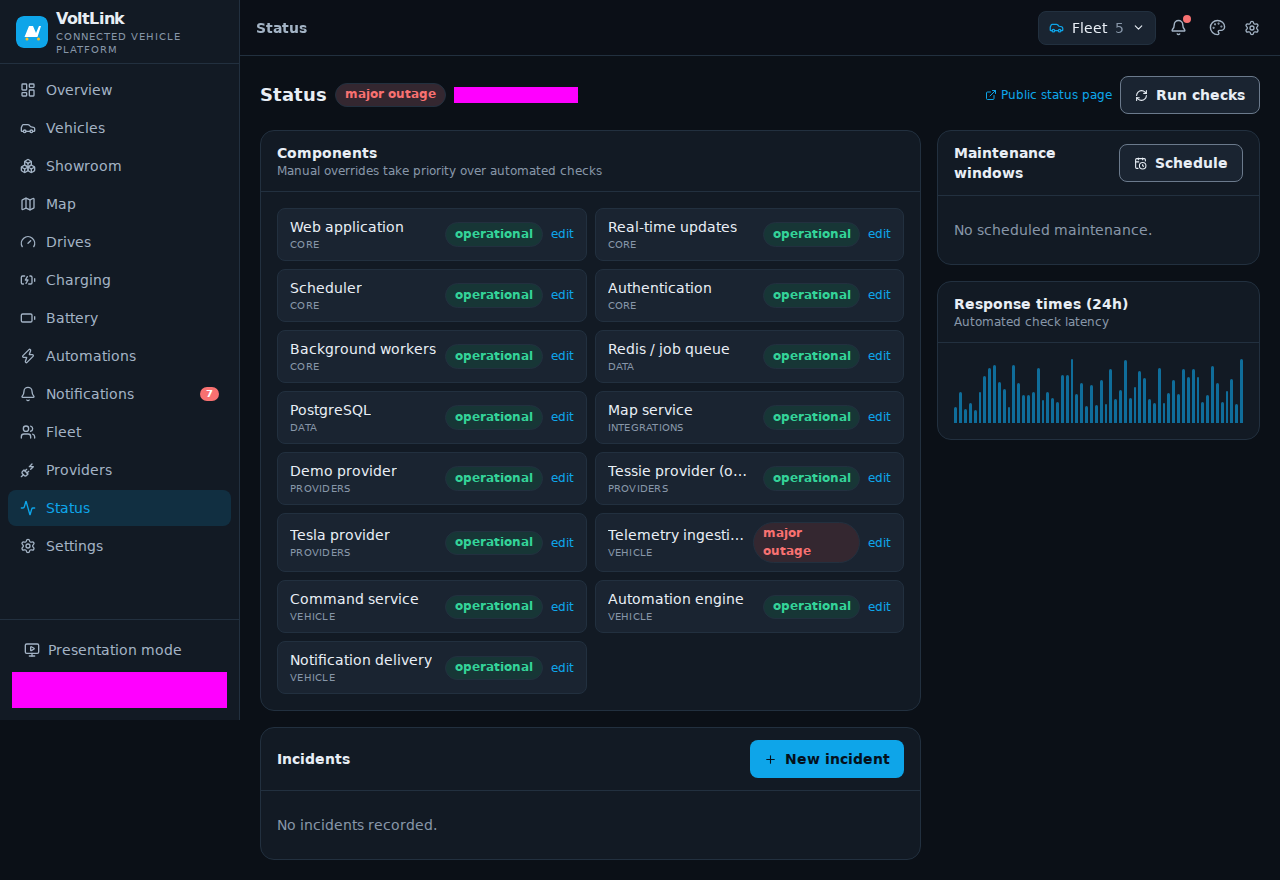 VoltLink
CONNECTED VEHICLE
PLATFORM
Overview
Vehicles
Showroom
Map
Drives
Charging
Battery
Automations
Notifications 7
Fleet
Providers
Status
Settings
Presentation mode
Status
Fleet 5
Status major outage
Public status page
Run checks
Components
Manual overrides take priority over automated checks
Web application operational edit
CORE
Real-time updates operational edit
CORE
Scheduler operational edit
CORE
Authentication operational edit
CORE
Background workers operational edit
CORE
Redis / job queue operational edit
DATA
PostgreSQL operational edit
DATA
Map service operational edit
INTEGRATIONS
Demo provider operational edit
PROVIDERS
Tessie provider (o... operational edit
PROVIDERS
Tesla provider operational edit
PROVIDERS
Telemetry ingesti... major outage edit
VEHICLE
Command service operational edit
VEHICLE
Automation engine operational edit
VEHICLE
Notification delivery operational edit
VEHICLE
Incidents
New incident
No incidents recorded.
Maintenance
windows
Schedule
No scheduled maintenance.
Response times (24h)
Automated check latency